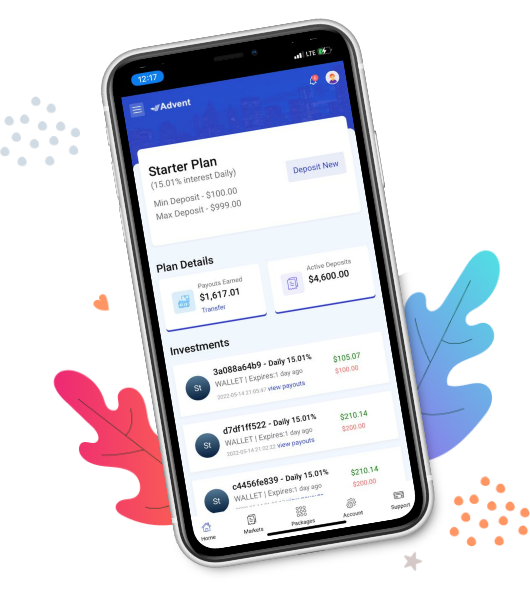 12:17
LTE
Advent
Starter Plan
(15.01% interest Daily)
Deposit New
Min Deposit - $100.00
Max Deposit - $999.00
Plan Details
Payouts Earned
$1,617.01
Transfer
Active Deposits
$4,600.00
Investments
St
3a088a64b9 - Daily 15.01%
$105.07
WALLET | Expires:1 day ago
$100.00
2022-05-14 21:05:47 view payouts
St
d7df1ff522 - Daily 15.01%
$210.14
WALLET | Expires:1 day ago
$200.00
2022-05-14 21:02:22 view payouts
St
c4456fe839 - Daily 15.01%
$210.14
WALLET | Expires:1 day ago
$200.00
Home
Markets
Packages
Account
Support